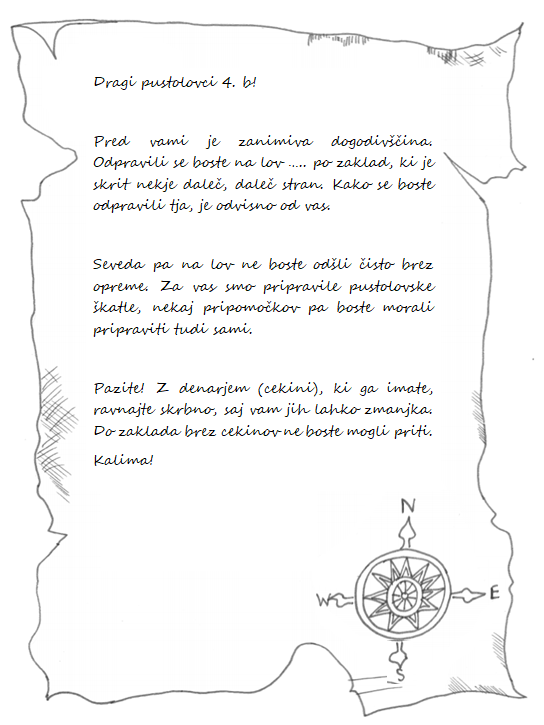 Dragi pustolovci 4. b!
Pred vami je zanimiva dogodivščina.
Odpravili se boste na lov ..... po zaklad, ki je
skrit nekje daleč, daleč stran. Kako se boste
odpravili tja, je odvisno od vas.
Seveda pa na lov ne boste odšli čisto brez
opreme. Za vas smo pripravile pustolovske
škatle, nekaj pripomočkov pa boste morali
pripraviti tudi sami.
Pazite! Z denarjem (cekini), ki ga imate,
ravnajte skrbno, saj vam jih lahko zmanjka.
Do zaklada brez cekinov ne boste mogli priti.
Kalima!
N
W E
S